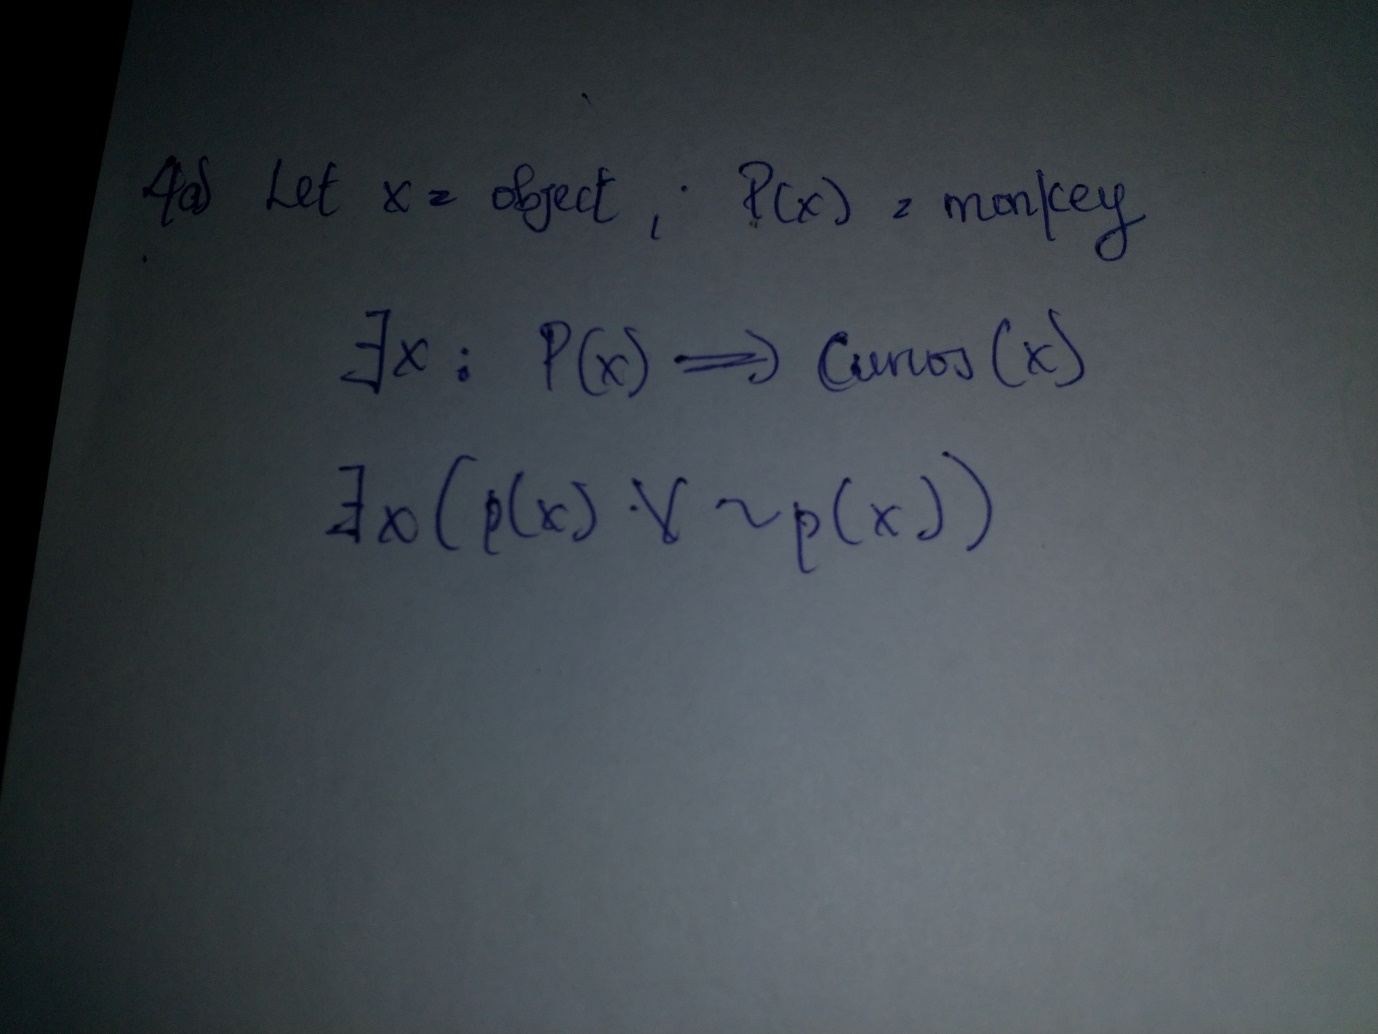 4a) Let x = object, ; P(x) = monkey
∃x : P(x) ⟹ Curios(x)
∃x(p(x) ∨ ~p(x))